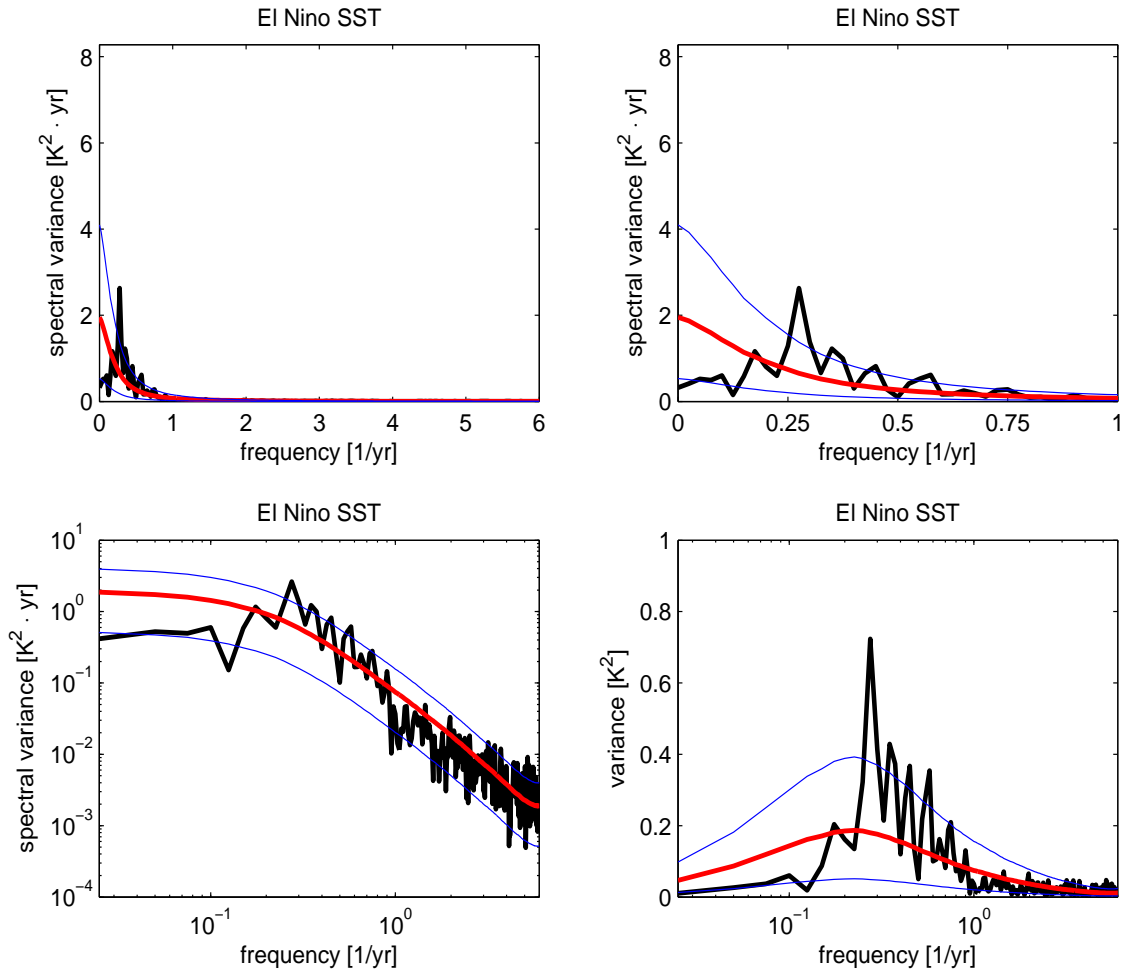 El Nino SST
spectral variance [K² · yr]
8
6
4
2
0
0 1 2 3 4 5 6
frequency [1/yr]
El Nino SST
spectral variance [K² · yr]
8
6
4
2
0
0 0.25 0.5 0.75 1
frequency [1/yr]
El Nino SST
spectral variance [K² · yr]
10¹
10⁰
10⁻¹
10⁻²
10⁻³
10⁻⁴
10⁻¹ 10⁰
frequency [1/yr]
El Nino SST
variance [K²]
1
0.8
0.6
0.4
0.2
0
10⁻¹ 10⁰
frequency [1/yr]